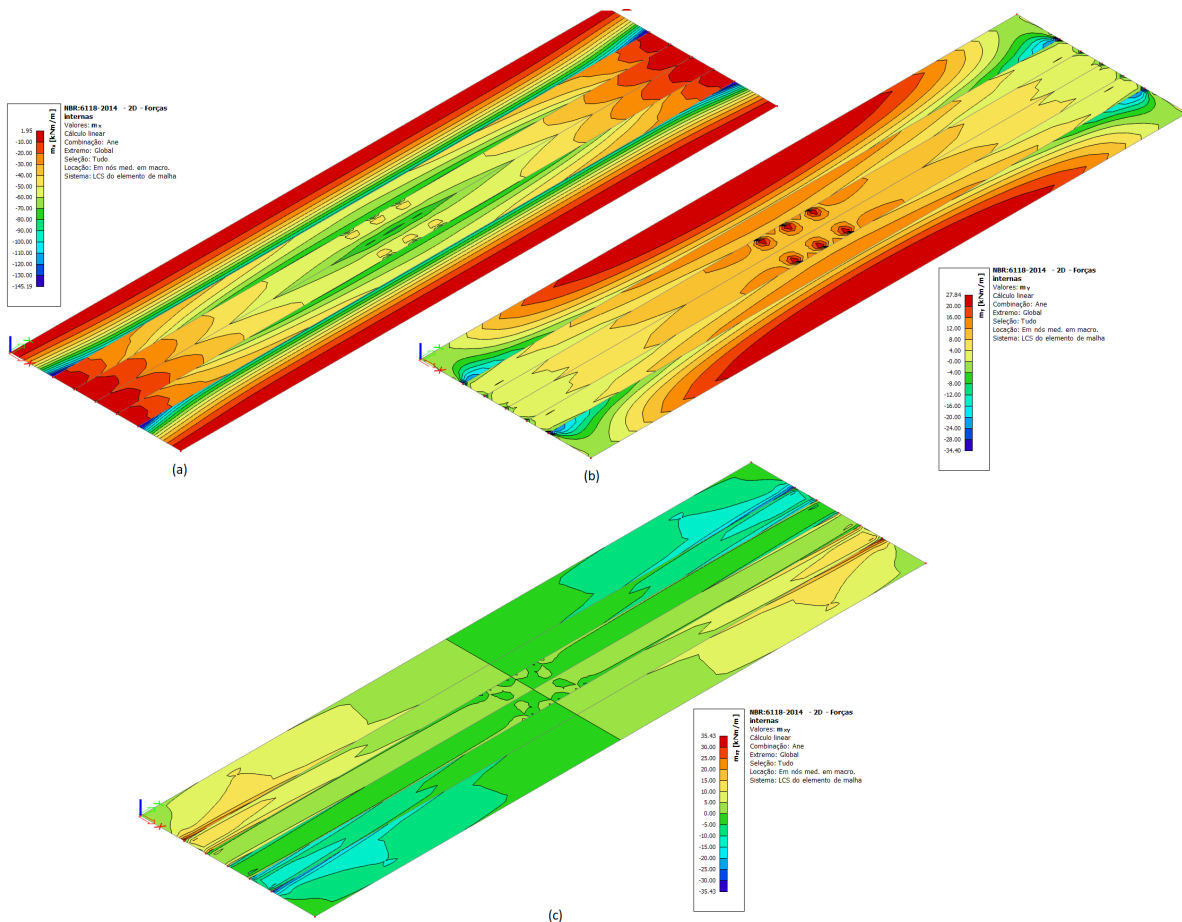 NBR:6118-2014 - 2D - Forças
internas
Valores: m x
Cálculo linear
Combinação: Ane
Extremo: Global
Seleção: Tudo
Locação: Em nós med. em macro.
Sistema: LCS do elemento de malha
mx [kNm/m]
1.95
-10.00
-20.00
-30.00
-40.00
-50.00
-60.00
-70.00
-80.00
-90.00
-100.00
-110.00
-120.00
-130.00
-145.19
(a)
NBR:6118-2014 - 2D - Forças
internas
Valores: m y
Cálculo linear
Combinação: Ane
Extremo: Global
Seleção: Tudo
Locação: Em nós med. em macro.
Sistema: LCS do elemento de malha
my [kNm/m]
27.84
20.00
16.00
12.00
8.00
4.00
-0.00
-4.00
-8.00
-12.00
-16.00
-20.00
-24.00
-28.00
-34.40
(b)
NBR:6118-2014 - 2D - Forças
internas
Valores: m xy
Cálculo linear
Combinação: Ane
Extremo: Global
Seleção: Tudo
Locação: Em nós med. em macro.
Sistema: LCS do elemento de malha
mxy [kNm/m]
35.43
30.00
25.00
20.00
15.00
10.00
5.00
0.00
-5.00
-10.00
-15.00
-20.00
-25.00
-30.00
-35.43
(c)